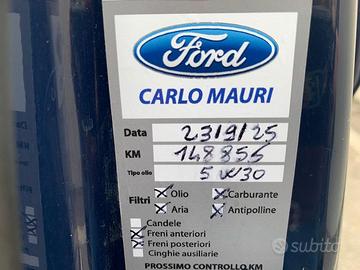 Ford
CARLO MAURI
Data 23/9/25
KM 148855
Tipo olio 5W30
Filtri Olio Carburante
Aria Antipolline
Candele
Freni anteriori
Freni posteriori
Cinghie ausiliarie
PROSSIMO CONTROLLO KM
subito